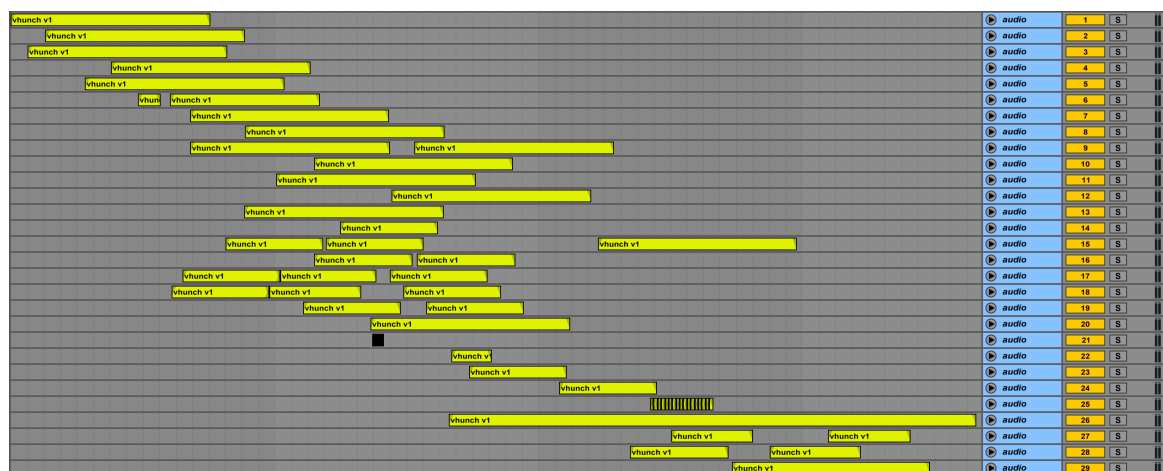 vhunch v1 audio 1 S
vhunch v1 audio 2 S
vhunch v1 audio 3 S
vhunch v1 audio 4 S
vhunch v1 audio 5 S
vhun vhunch v1 audio 6 S
vhunch v1 audio 7 S
vhunch v1 audio 8 S
vhunch v1 vhunch v1 audio 9 S
vhunch v1 audio 10 S
vhunch v1 audio 11 S
vhunch v1 audio 12 S
vhunch v1 audio 13 S
vhunch v1 audio 14 S
vhunch v1 vhunch v1 vhunch v1 audio 15 S
vhunch v1 vhunch v1 audio 16 S
vhunch v1 vhunch v1 vhunch v1 audio 17 S
vhunch v1 vhunch v1 vhunch v1 audio 18 S
vhunch v1 vhunch v1 audio 19 S
vhunch v1 audio 20 S
audio 21 S
vhunch v1 audio 22 S
vhunch v1 audio 23 S
vhunch v1 audio 24 S
audio 25 S
vhunch v1 audio 26 S
vhunch v1 vhunch v1 audio 27 S
vhunch v1 vhunch v1 audio 28 S
vhunch v1 audio 29 S